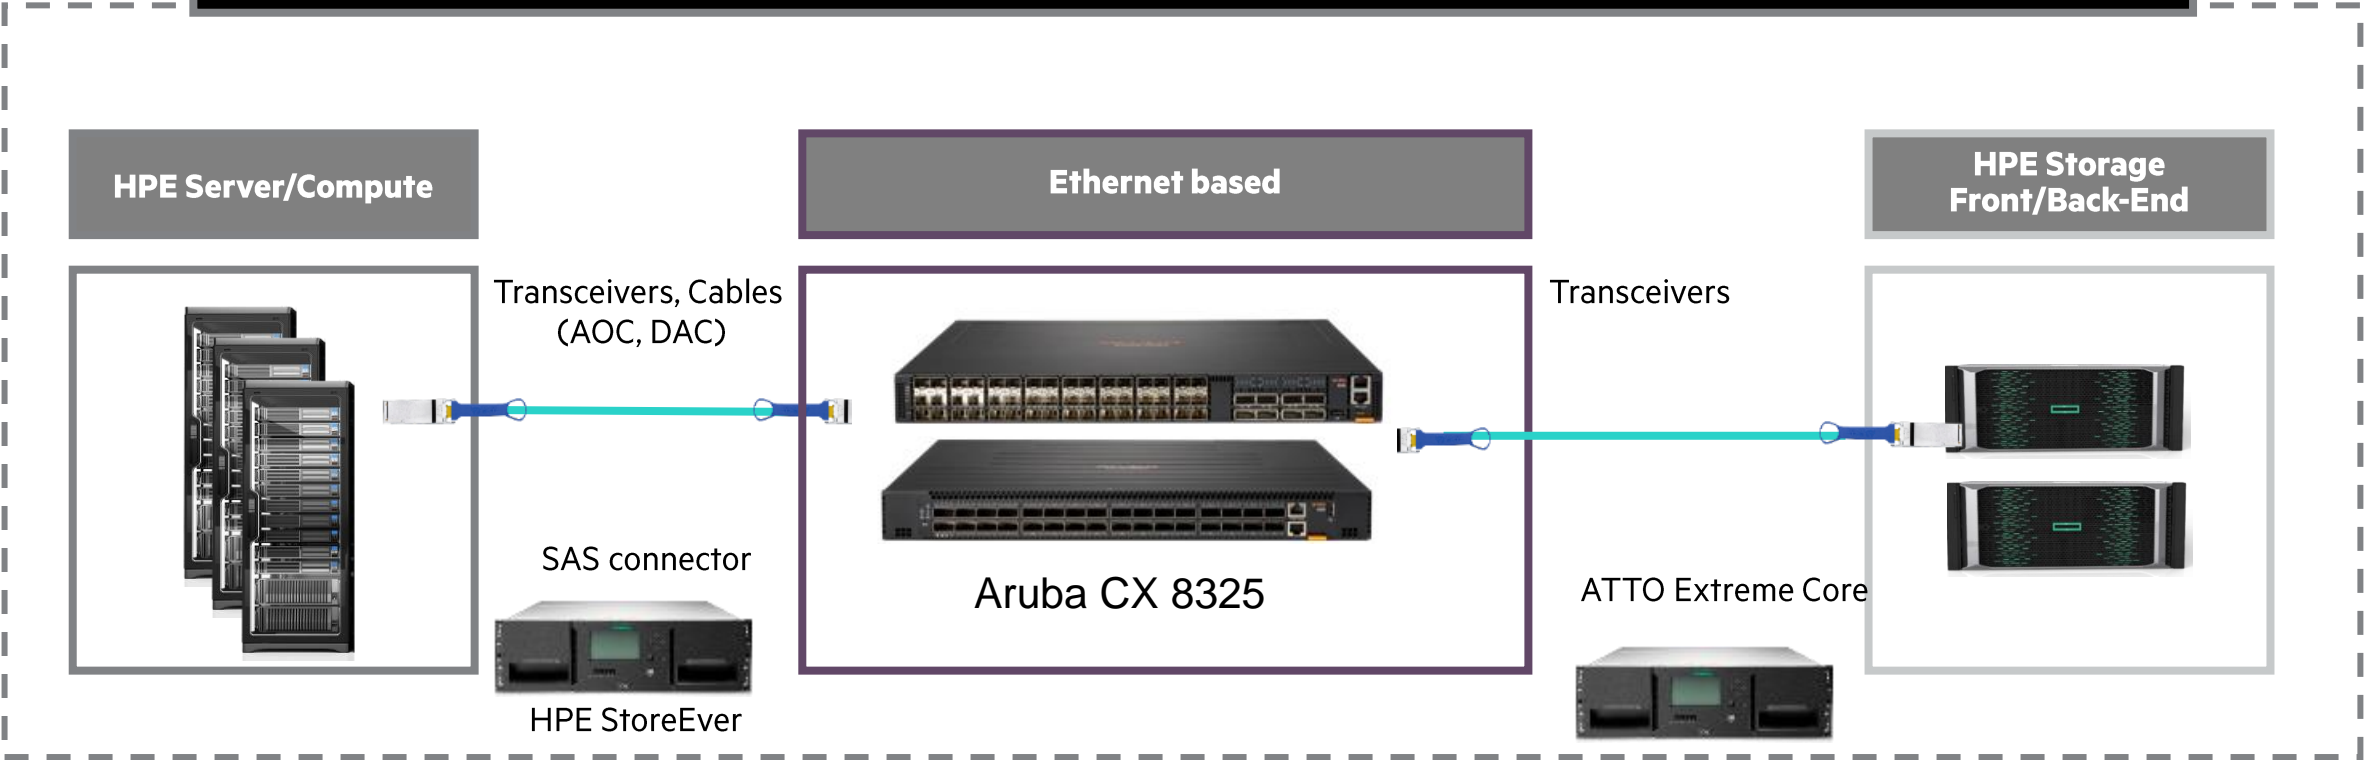 HPE Server/Compute
Ethernet based
HPE Storage
Front/Back-End
Transceivers, Cables
(AOC, DAC)
Transceivers
SAS connector
Aruba CX 8325
ATTO Extreme Core
HPE StoreEver